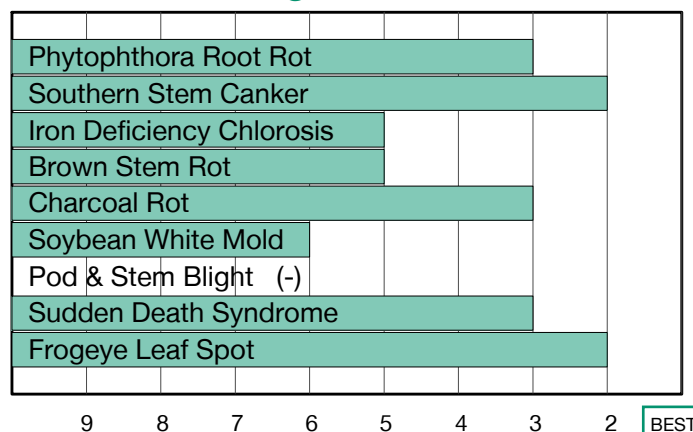 Phytophthora Root Rot
Southern Stem Canker
Iron Deficiency Chlorosis
Brown Stem Rot
Charcoal Rot
Soybean White Mold
Pod & Stem Blight (-)
Sudden Death Syndrome
Frogeye Leaf Spot
9 8 7 6 5 4 3 2 BEST